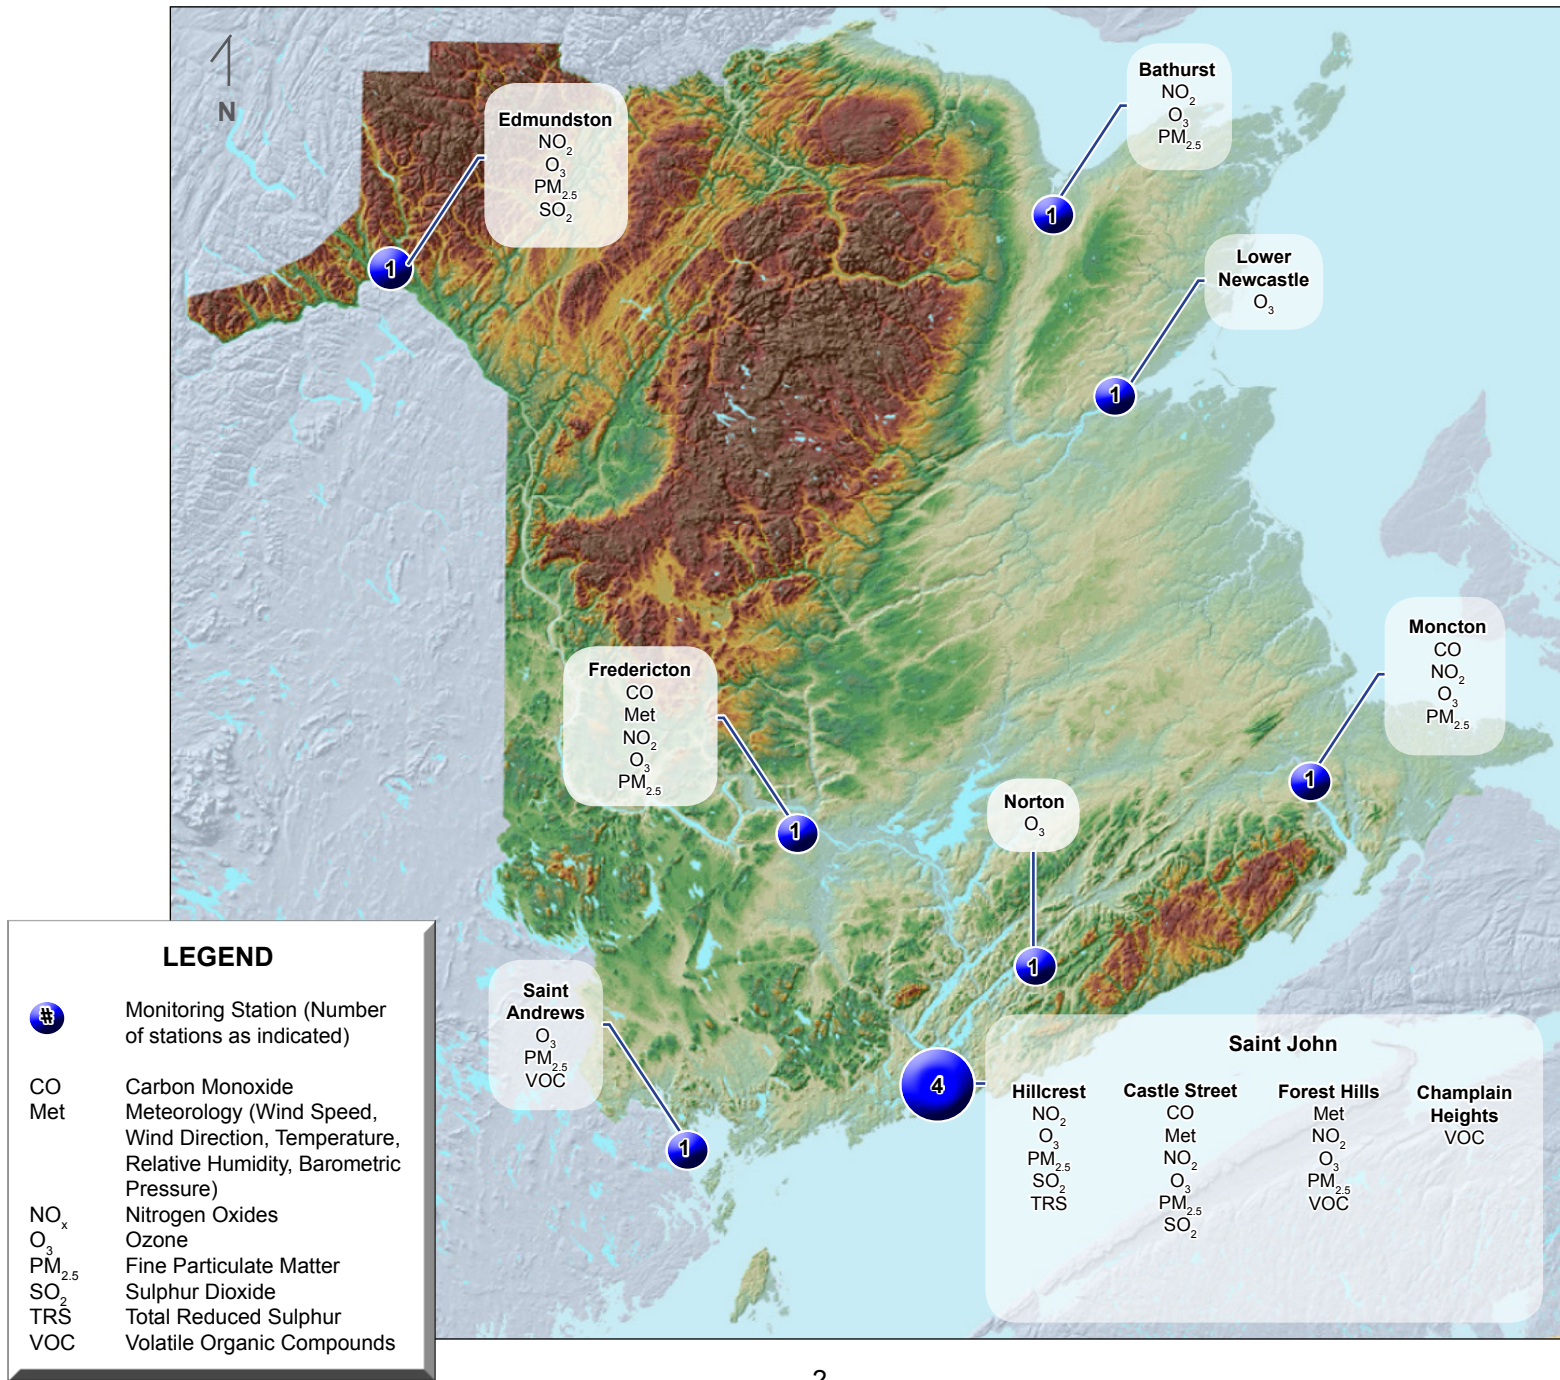 N
Edmundston
NO2
O3
PM2.5
SO2
1
Bathurst
NO2
O3
PM2.5
1
Lower
Newcastle
O3
1
Fredericton
CO
Met
NO2
O3
PM2.5
1
Moncton
CO
NO2
O3
PM2.5
1
Norton
O3
1
Saint
Andrews
O3
PM2.5
VOC
1
4
Saint John
Hillcrest
NO2
O3
PM2.5
SO2
TRS
Castle Street
CO
Met
NO2
O3
PM2.5
SO2
Forest Hills
Met
NO2
O3
PM2.5
VOC
Champlain
Heights
VOC
LEGEND
# Monitoring Station (Number
of stations as indicated)
CO Carbon Monoxide
Met Meteorology (Wind Speed,
Wind Direction, Temperature,
Relative Humidity, Barometric
Pressure)
NOx Nitrogen Oxides
O3 Ozone
PM2.5 Fine Particulate Matter
SO2 Sulphur Dioxide
TRS Total Reduced Sulphur
VOC Volatile Organic Compounds
2